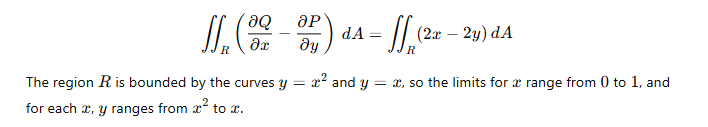 ∬_R (∂Q/∂x − ∂P/∂y) dA = ∬_R (2x − 2y) dA
The region R is bounded by the curves y = x² and y = x, so the limits for x range from 0 to 1, and
for each x, y ranges from x² to x.